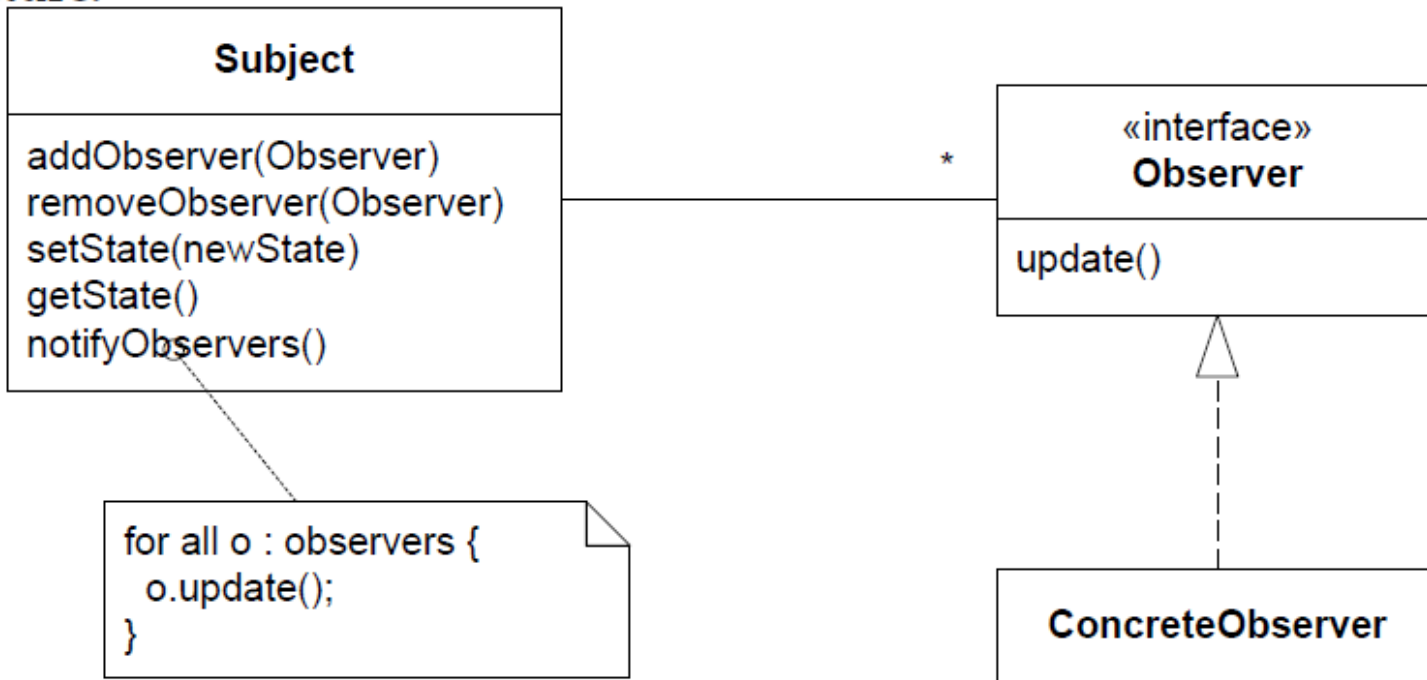 Subject
addObserver(Observer)
removeObserver(Observer)
setState(newState)
getState()
notifyObservers()
*
«interface»
Observer
update()
for all o : observers {
o.update();
}
ConcreteObserver